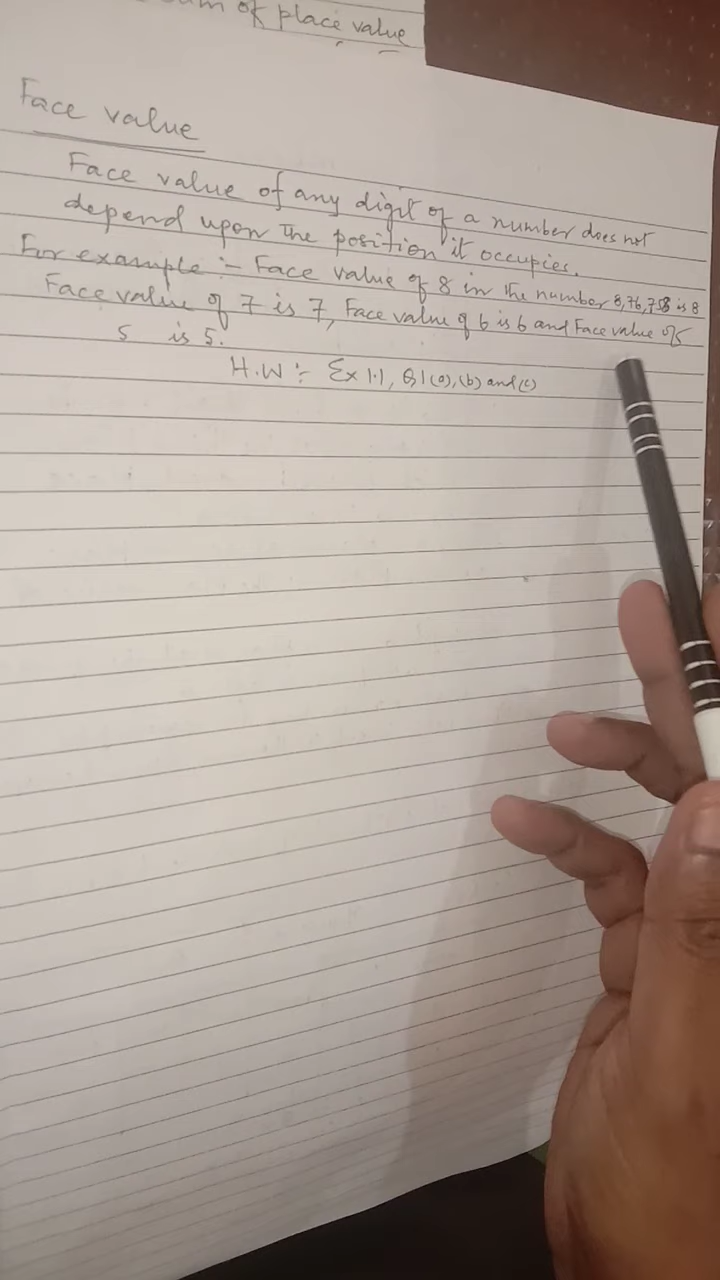 of place value
Face value
Face value of any digit of a number does not
depend upon the position it occupies.
For example :- Face value of 8 in the number 8,76,758 is 8
Face value of 7 is 7, Face value of 6 is 6 and Face value of 5
5 is 5.
H.W :- Ex 1.1, Q1(a), (b) and (c)